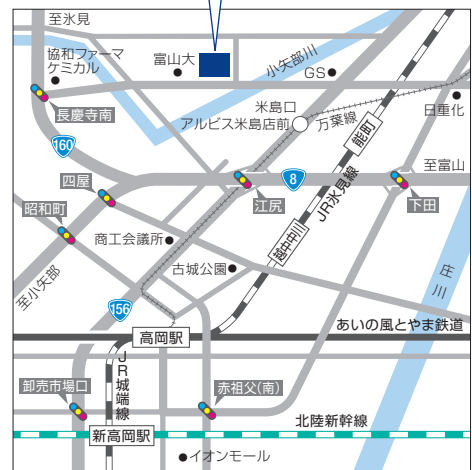 至氷見
協和ファーマ
ケミカル
富山大
小矢部川
GS
日重化
長慶寺南
米島口
アルビス米島店前
万葉線
能町
160
四屋
8
至富山
江尻
JR氷見線
下田
昭和町
商工会議所
越中中川
古城公園
庄川
至小矢部
156
あいの風とやま鉄道
高岡駅
JR城端線
卸売市場口
赤祖父(南)
北陸新幹線
新高岡駅
イオンモール